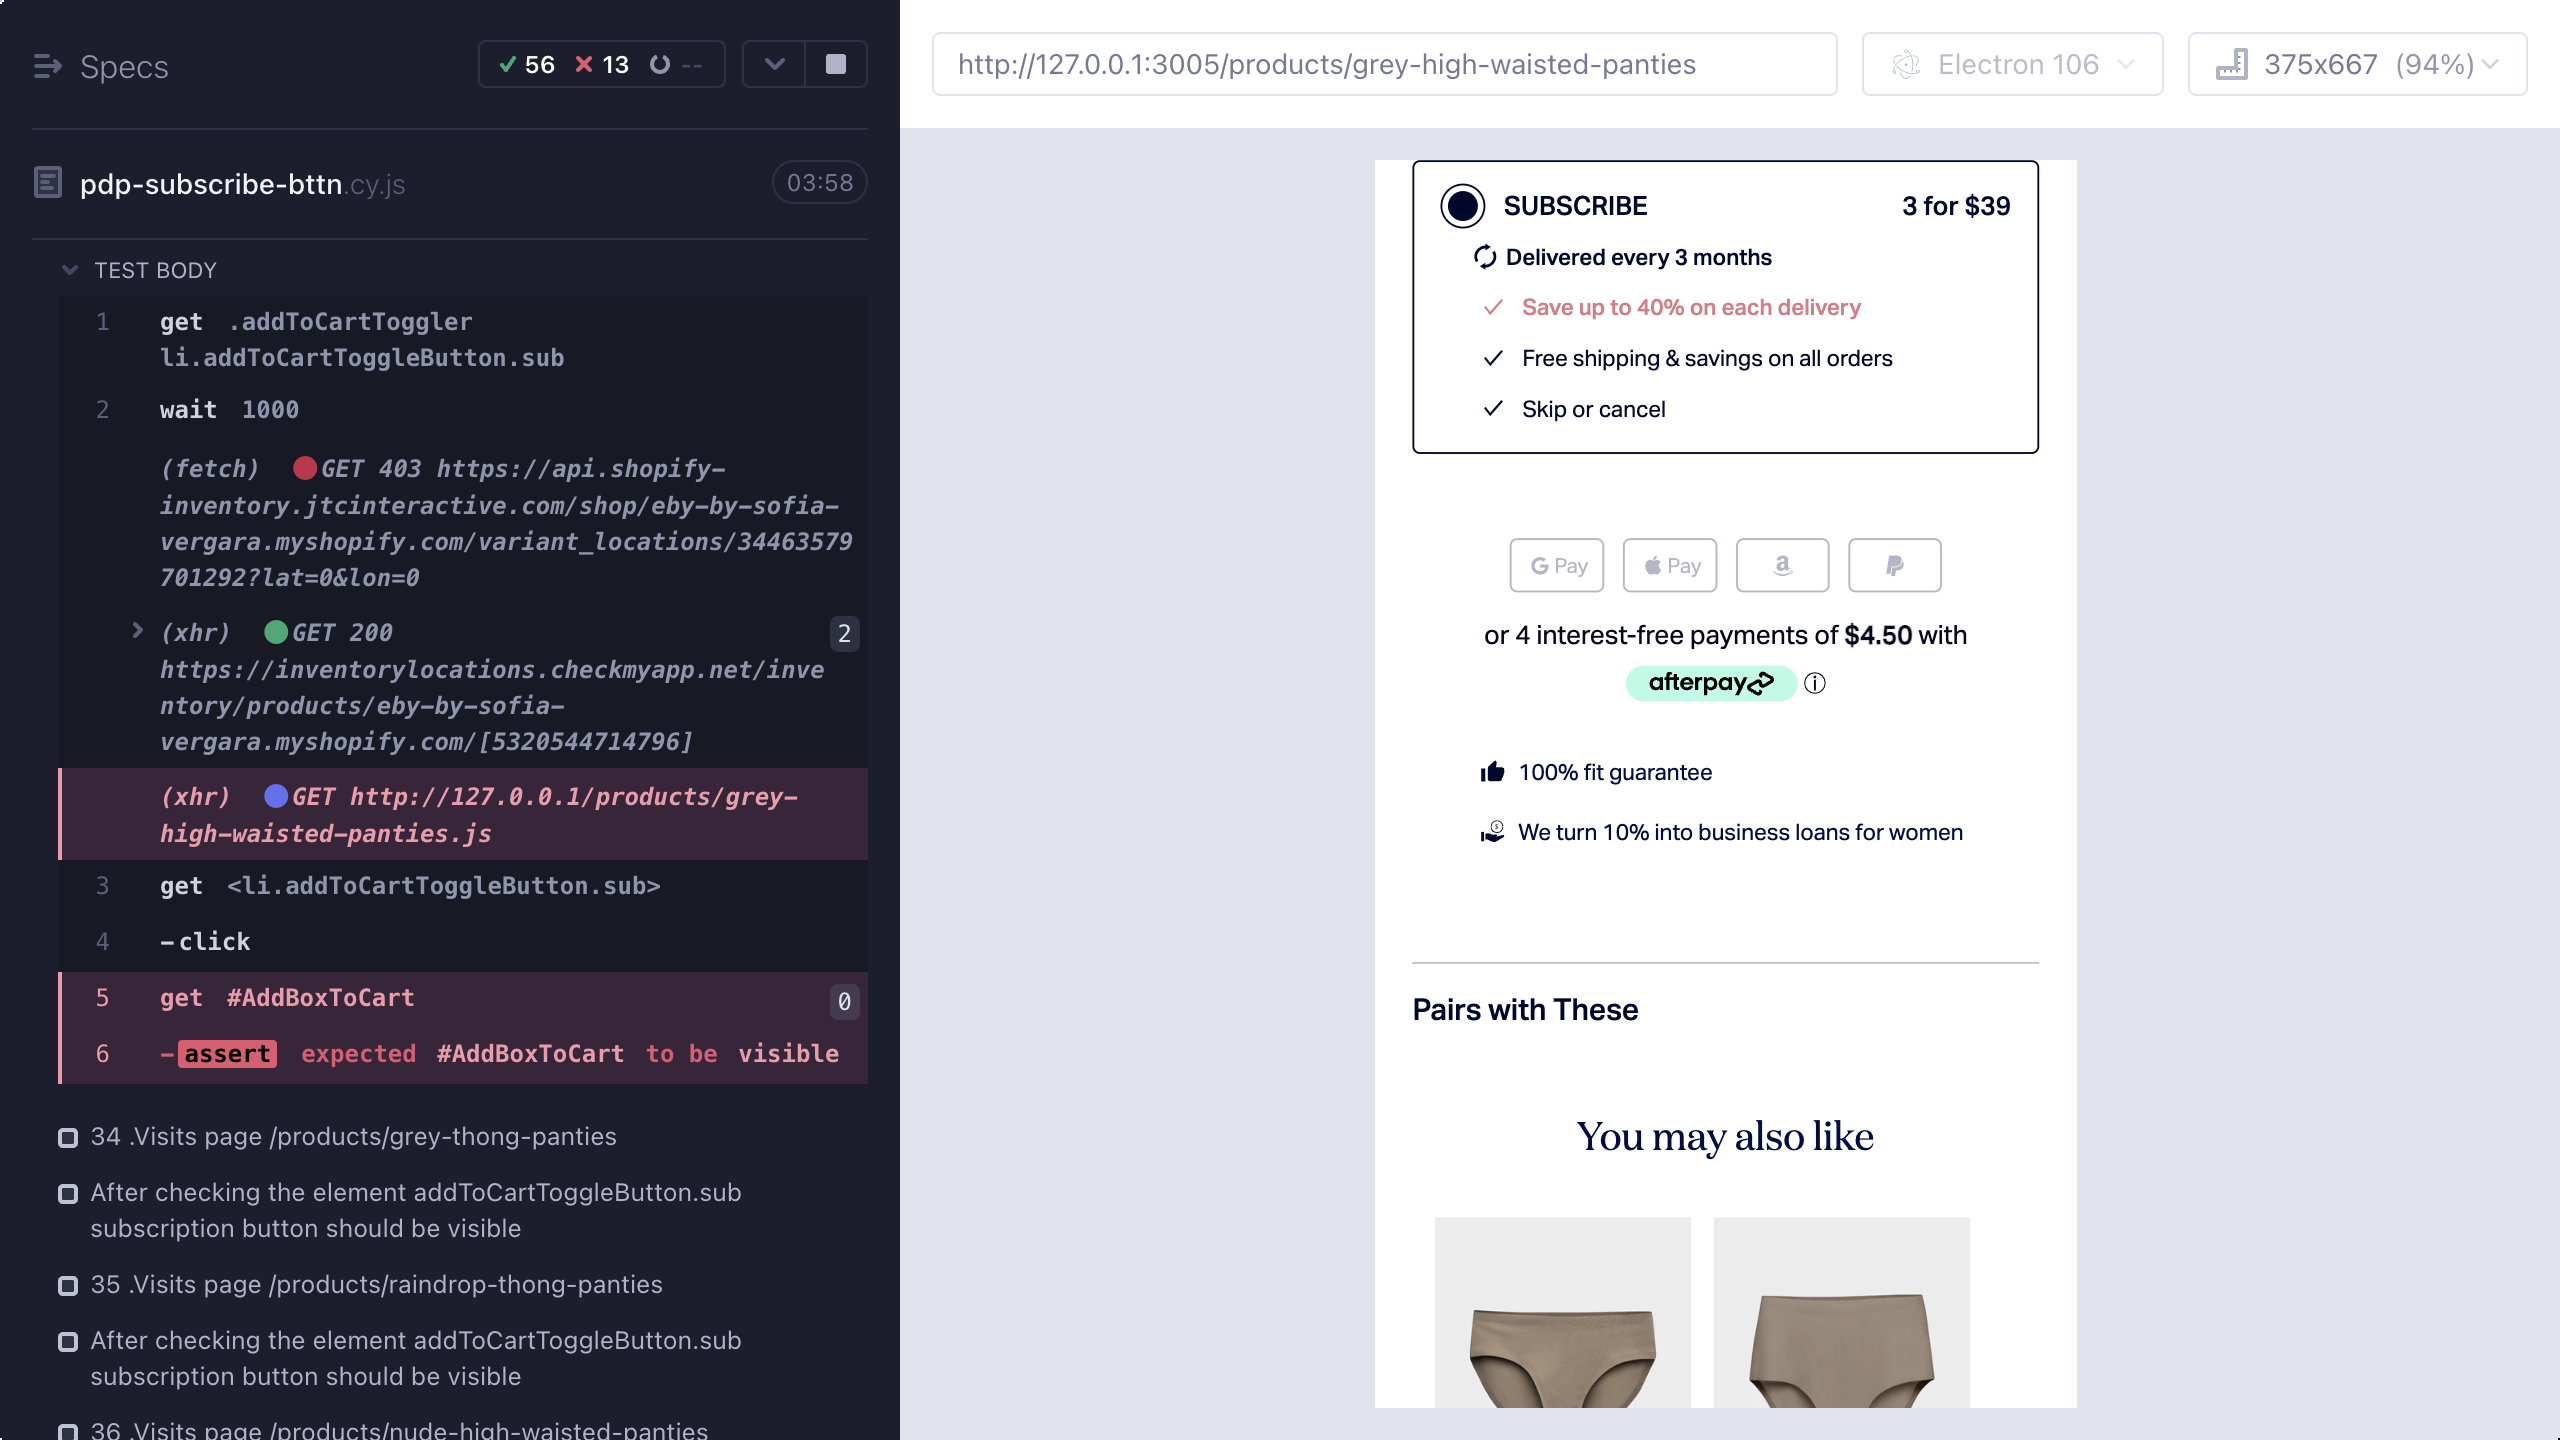 Specs
56 13 --
pdp-subscribe-bttn.cy.js
03:58
TEST BODY
1 get .addToCartToggler
li.addToCartToggleButton.sub
2 wait 1000
(fetch) GET 403 https://api.shopify-
inventory.jtcinteractive.com/shop/eby-by-sofia-
vergara.myshopify.com/variant_locations/34463579
701292?lat=0&lon=0
(xhr) GET 200 2
https://inventorylocations.checkmyapp.net/inve
ntory/products/eby-by-sofia-
vergara.myshopify.com/[5320544714796]
(xhr) GET http://127.0.0.1/products/grey-
high-waisted-panties.js
3 get <li.addToCartToggleButton.sub>
4 -click
5 get #AddBoxToCart 0
6 -assert expected #AddBoxToCart to be visible
34 .Visits page /products/grey-thong-panties
After checking the element addToCartToggleButton.sub
subscription button should be visible
35 .Visits page /products/raindrop-thong-panties
After checking the element addToCartToggleButton.sub
subscription button should be visible
36 .Visits page /products/nude-high-waisted-panties
http://127.0.0.1:3005/products/grey-high-waisted-panties
Electron 106
375x667 (94%)
SUBSCRIBE 3 for $39
Delivered every 3 months
Save up to 40% on each delivery
Free shipping & savings on all orders
Skip or cancel
G Pay Pay a P
or 4 interest-free payments of $4.50 with
afterpay
100% fit guarantee
We turn 10% into business loans for women
Pairs with These
You may also like